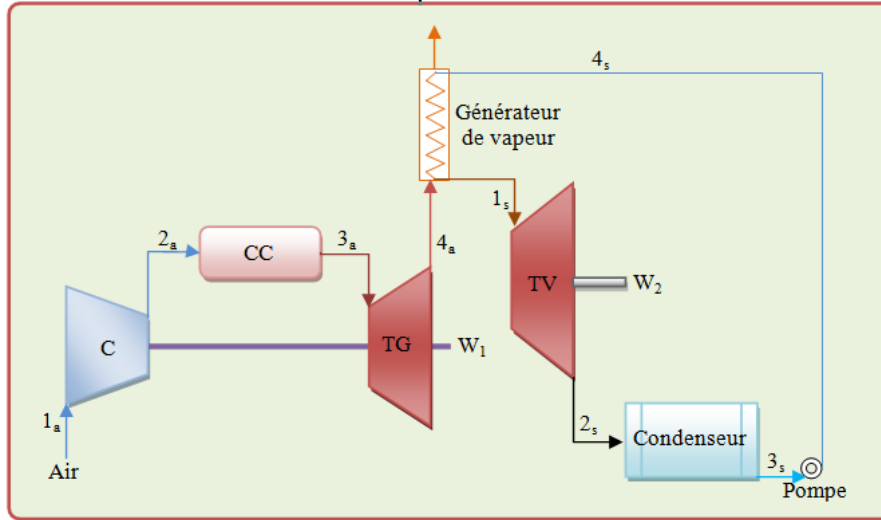 4ₛ
Générateur
de vapeur
1ₛ
2ₐ
3ₐ
4ₐ
CC
TV
W₂
C
TG
W₁
1ₐ
Air
2ₛ
Condenseur
3ₛ
Pompe